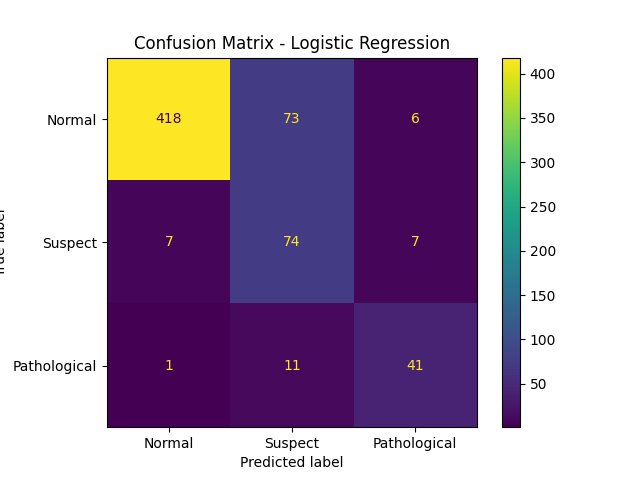 Confusion Matrix - Logistic Regression
Normal 418 73 6
Suspect 7 74 7
Pathological 1 11 41
Normal Suspect Pathological
Predicted label
label
400
350
300
250
200
150
100
50